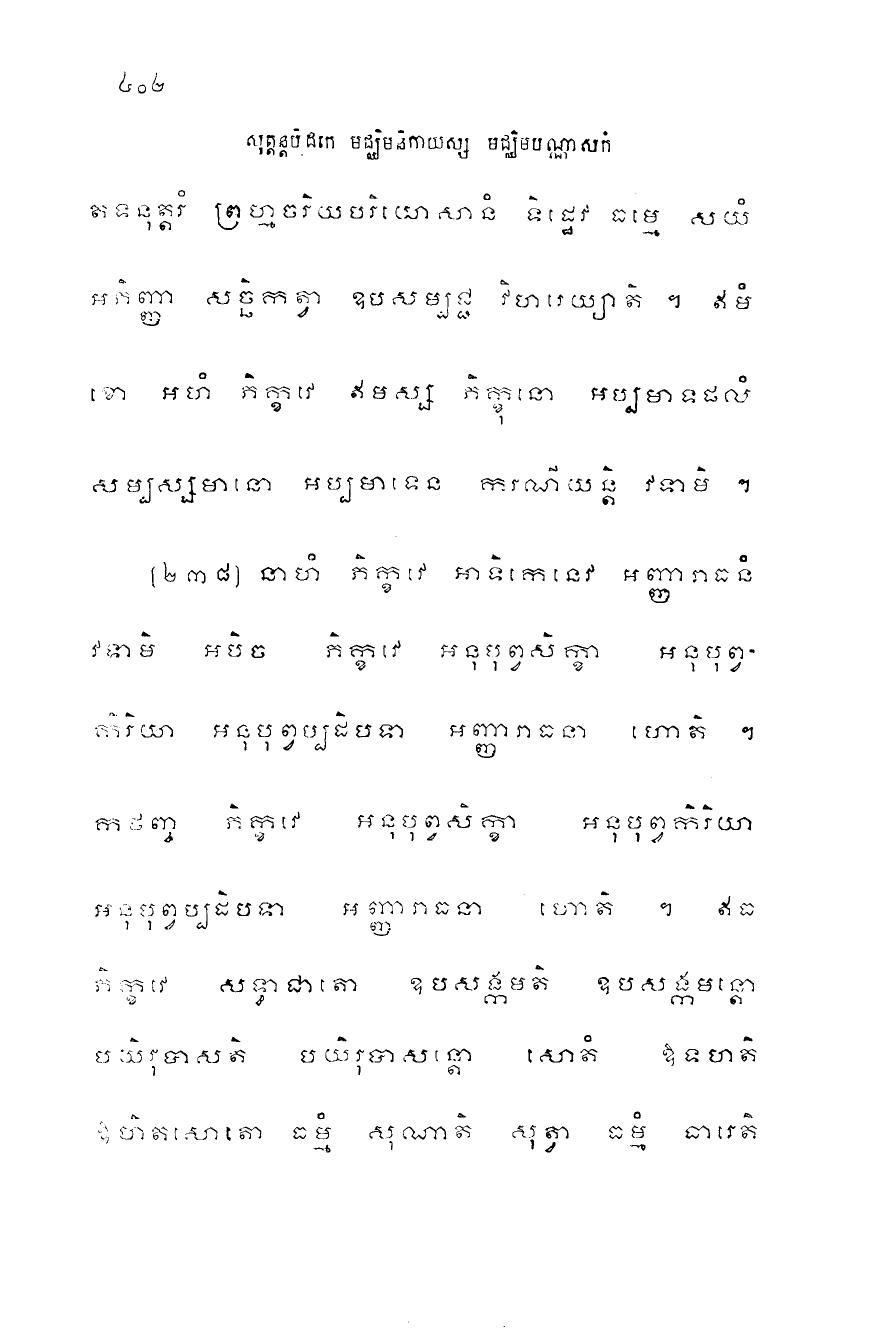 ៤០២
សុត្តន្តបិដកេ មជ្ឈិមនិកាយស្ស មជ្ឈិមបណ្ណាសកំ
តទនុត្តរំ ព្រហ្មចរិយបរិយោសានំ ទិដ្ឋេវ ធម្មេ សយំ
អភិញ្ញា សច្ឆិកត្វា ឧបសម្បជ្ជ វិហរេយ្យាតិ ។ ឥមំ
ខោ អហំ ភិក្ខវេ ឥមស្ស ភិក្ខុនោ អប្បមាទផលំ
សម្បស្សមានោ អប្បមាទេន ករណីយន្តិ វទាមិ ។
(២៣៨) នាហំ ភិក្ខវេ អាទិកេនេវ អញ្ញារាធនំ
វទាមិ អបិច ភិក្ខវេ អនុបុព្វសិក្ខា អនុបុព្វ-
កិរិយា អនុបុព្វប្បដិបទា អញ្ញារាធនា ហោតិ ។
កថញ្ច ភិក្ខវេ អនុបុព្វសិក្ខា អនុបុព្វកិរិយា
អនុបុព្វប្បដិបទា អញ្ញារាធនា ហោតិ ។ ឥធ
ភិក្ខវេ សទ្ធាជាតោ ឧបសង្កមតិ ឧបសង្កមន្តោ
បយិរុបាសតិ បយិរុបាសន្តោ សោតំ ឱទហតិ
ឱហិតសោតោ ធម្មំ សុណាតិ សុត្វា ធម្មំ ធារេតិ